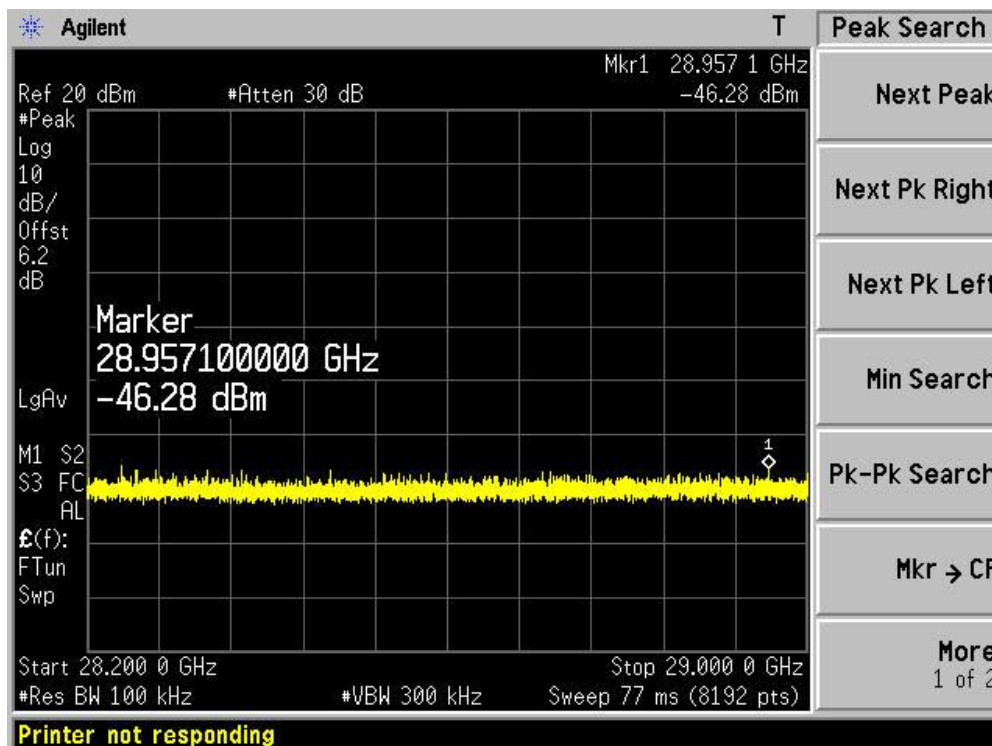 Agilent T Peak Search
Mkr1 28.957 1 GHz
Ref 20 dBm #Atten 30 dB -46.28 dBm
#Peak
Log
10
dB/
Offst
6.2
dB
Marker
28.957100000 GHz
-46.28 dBm
LgAv
1
M1 S2
S3 FC
AL
£(f):
FTun
Swp
Start 28.200 0 GHz Stop 29.000 0 GHz
#Res BW 100 kHz #VBW 300 kHz Sweep 77 ms (8192 pts)
Printer not responding
Next Peak
Next Pk Right
Next Pk Left
Min Search
Pk-Pk Search
Mkr → CF
More
1 of 2